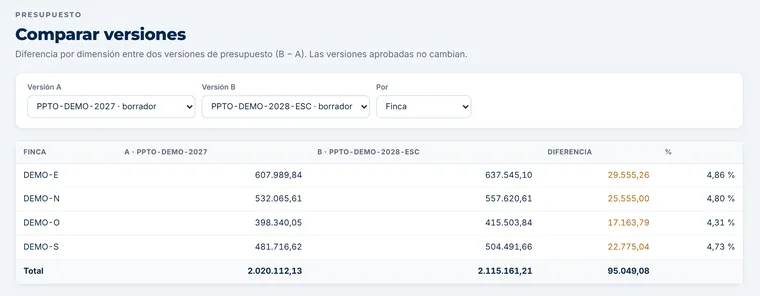 PRESUPUESTO
Comparar versiones
Diferencia por dimensión entre dos versiones de presupuesto (B − A). Las versiones aprobadas no cambian.
Versión A Versión B Por
PPTO-DEMO-2027 · borrador PPTO-DEMO-2028-ESC · borrador Finca
FINCA A · PPTO-DEMO-2027 B · PPTO-DEMO-2028-ESC DIFERENCIA %
DEMO-E 607.989,84 637.545,10 29.555,26 4,86 %
DEMO-N 532.065,61 557.620,61 25.555,00 4,80 %
DEMO-O 398.340,05 415.503,84 17.163,79 4,31 %
DEMO-S 481.716,62 504.491,66 22.775,04 4,73 %
Total 2.020.112,13 2.115.161,21 95.049,08